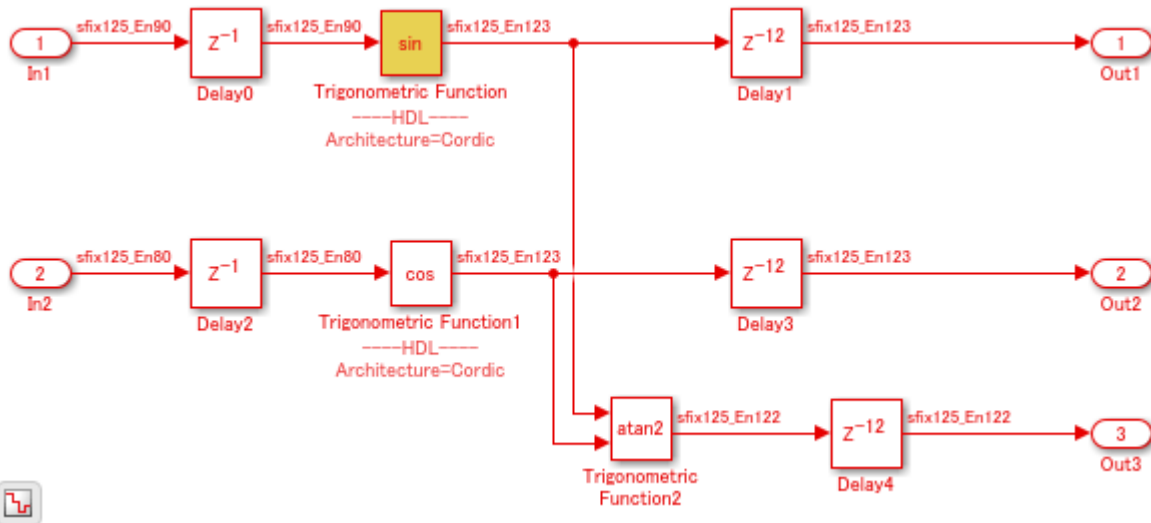 sfix125_En90
sfix125_En90
sfix125_En123
sfix125_En123
1
Z-1
sin
Z-12
1
In1
Delay0
Trigonometric Function
Delay1
Out1
----HDL----
Architecture=Cordic
sfix125_En80
sfix125_En80
sfix125_En123
sfix125_En123
2
Z-1
cos
Z-12
2
In2
Delay2
Trigonometric Function1
Delay3
Out2
----HDL----
Architecture=Cordic
sfix125_En122
sfix125_En122
atan2
Z-12
3
Trigonometric
Function2
Delay4
Out3